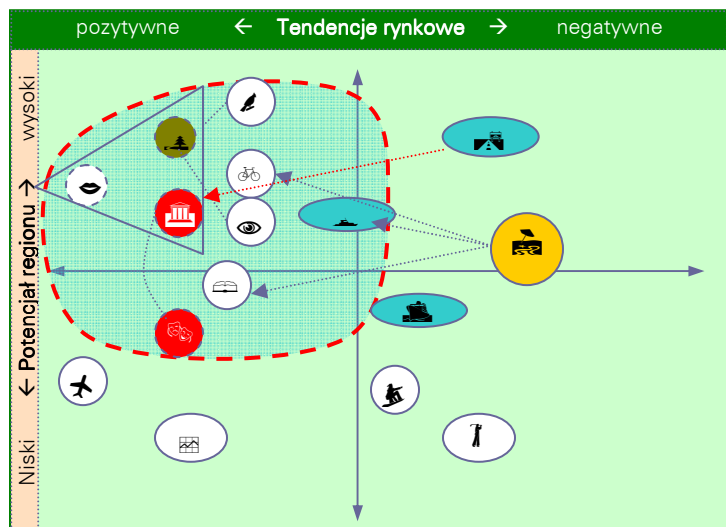 pozytywne ← Tendencje rynkowe → negatywne
wysoki
← Potencjał regionu →
Niski